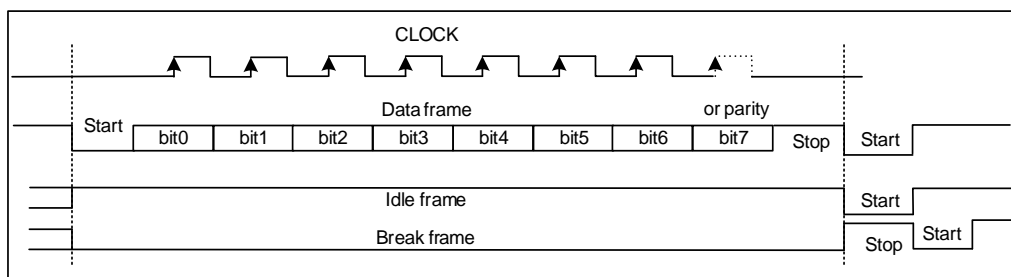 CLOCK
Data frame or parity
Start bit0 bit1 bit2 bit3 bit4 bit5 bit6 bit7 Stop Start
Idle frame Start
Break frame Stop Start